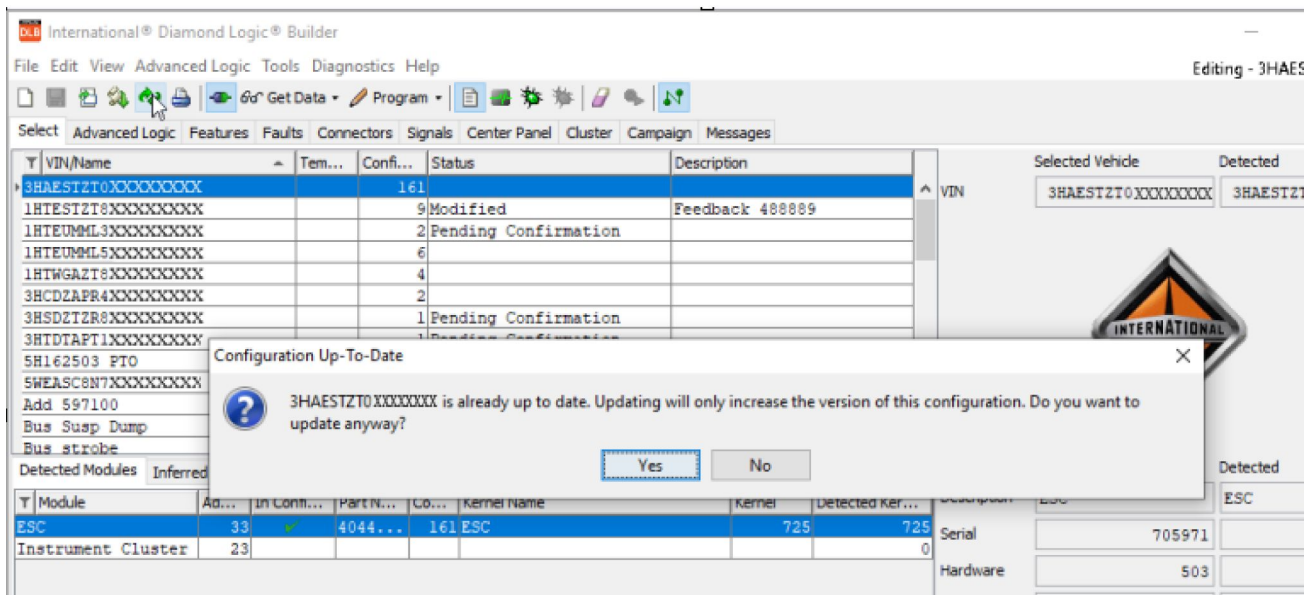 DLB International® Diamond Logic® Builder
File Edit View Advanced Logic Tools Diagnostics Help
Editing - 3HAES
Get Data Program
Select Advanced Logic Features Faults Connectors Signals Center Panel Cluster Campaign Messages
VIN/Name Tem... Confi... Status Description
Selected Vehicle Detected
3HAESTZT0XXXXXXXX 161
VIN 3HAESTZT0XXXXXXXX 3HAESTZT
1HTESTZT8XXXXXXXX 9 Modified Feedback 488889
1HTEUMML3XXXXXXXX 2 Pending Confirmation
1HTEUMML5XXXXXXXX 6
1HTWGAZT8XXXXXXXX 4
3HCDZAPR4XXXXXXXX 2
3HSDZTZR8XXXXXXXX 1 Pending Confirmation
INTERNATIONAL
3HTDTAPT1XXXXXXXX 1 Pending Confirmation
5H162503 PTO
5WEASC8N7XXXXXXXX
Add 597100
Bus Susp Dump
Bus strobe
Configuration Up-To-Date
3HAESTZT0XXXXXXXX is already up to date. Updating will only increase the version of this configuration. Do you want to
update anyway?
Yes No
Detected Modules Inferred
Detected
Module Ad... In Confi... Part N... Co... Kernel Name Kernel Detected Ker...
Description ESC ESC
ESC 33 4044... 161 ESC 725 725
Serial 705971
Instrument Cluster 23 0
Hardware 503